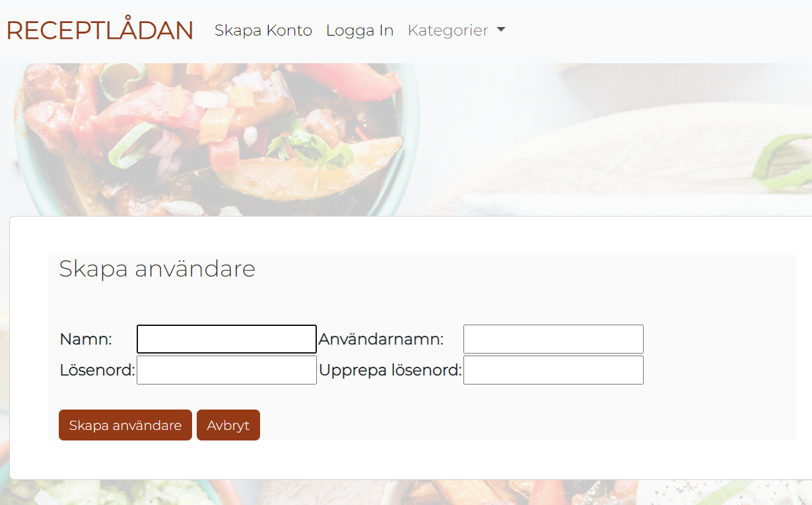 RECEPTLÅDAN Skapa Konto Logga In Kategorier
Skapa användare
Namn: Användarnamn:
Lösenord: Upprepa lösenord:
Skapa användare Avbryt